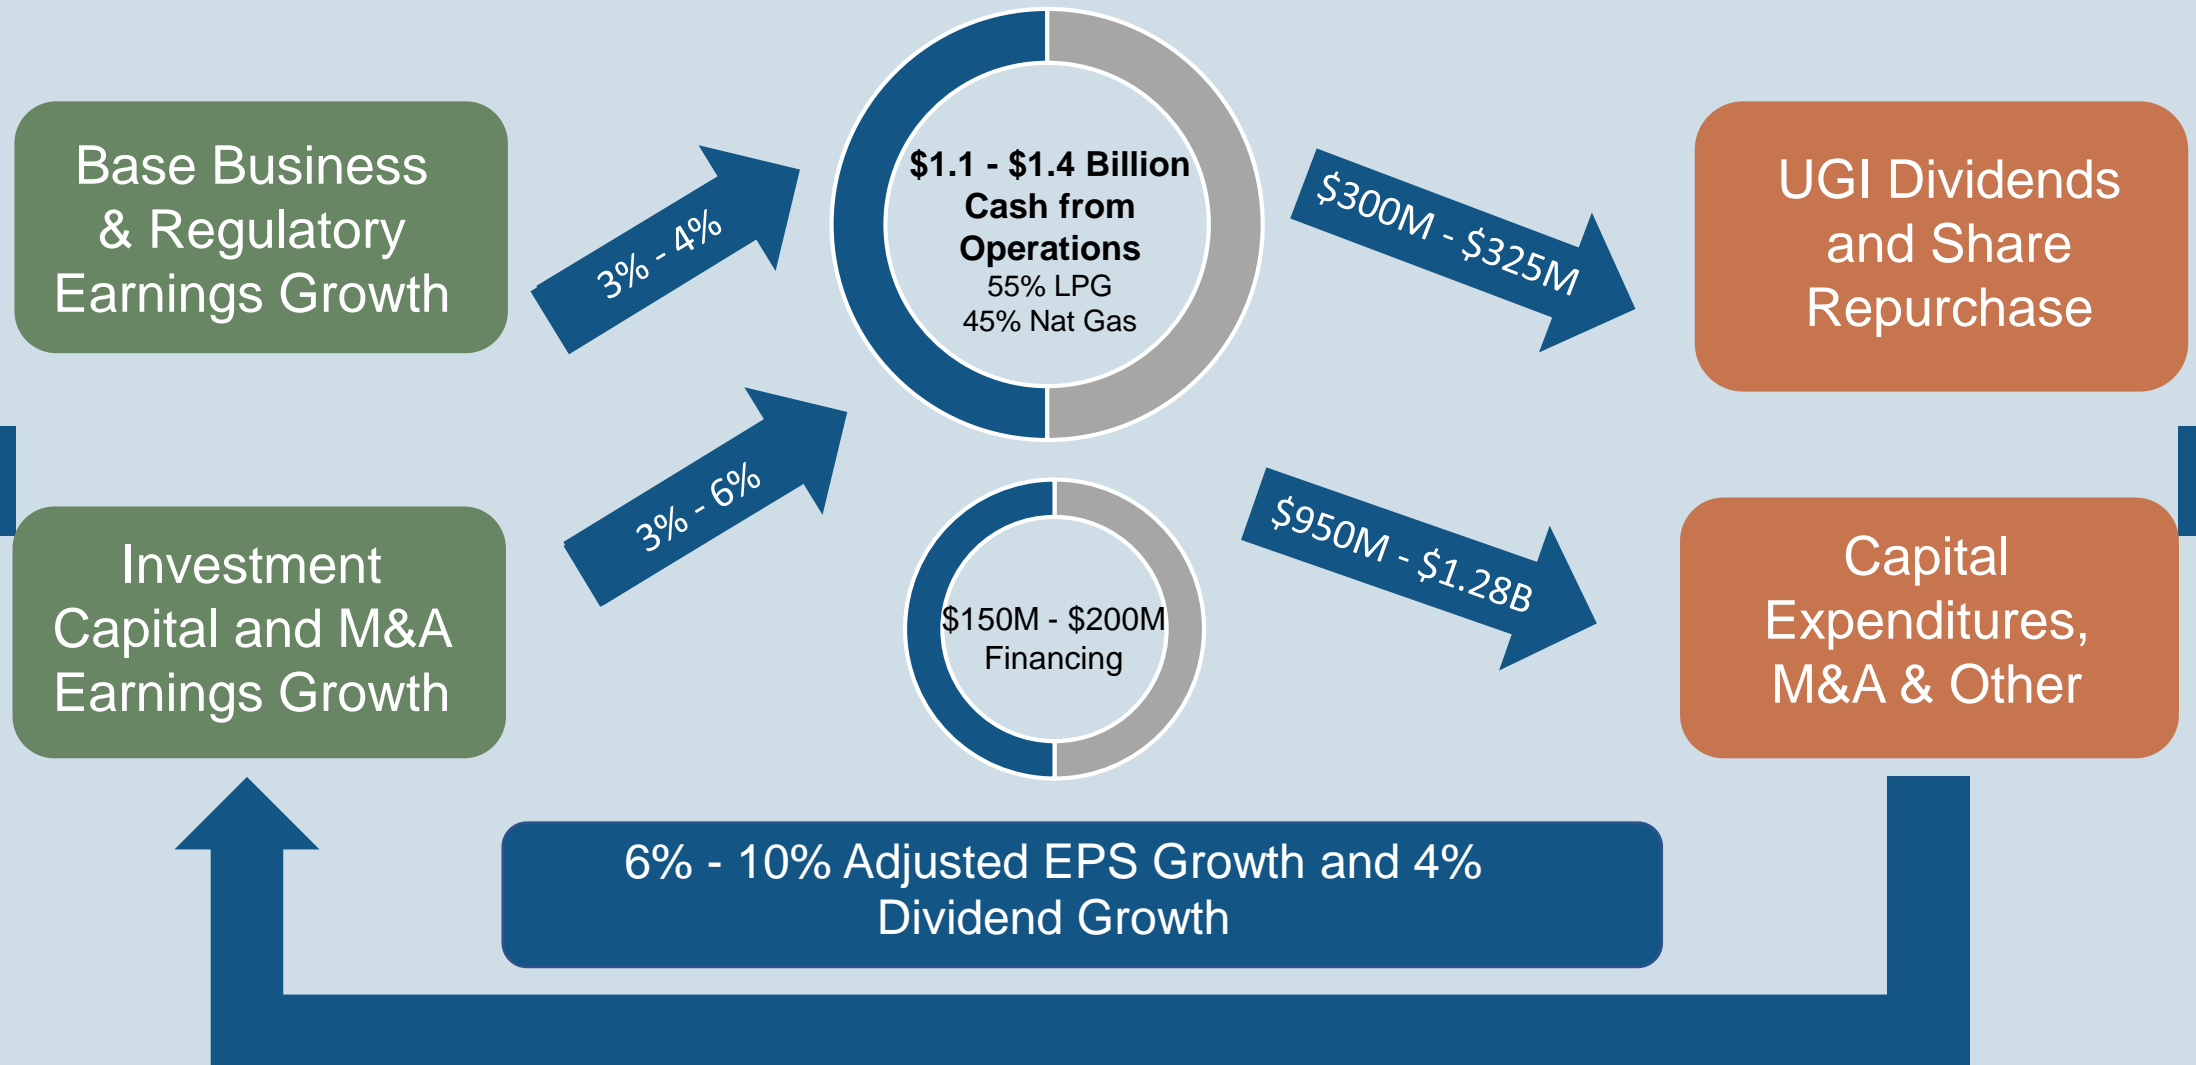 Base Business
& Regulatory
Earnings Growth
3% - 4%
$1.1 - $1.4 Billion
Cash from
Operations
55% LPG
45% Nat Gas
$300M - $325M
UGI Dividends
and Share
Repurchase
Investment
Capital and M&A
Earnings Growth
3% - 6%
$150M - $200M
Financing
$950M - $1.28B
Capital
Expenditures,
M&A & Other
6% - 10% Adjusted EPS Growth and 4%
Dividend Growth